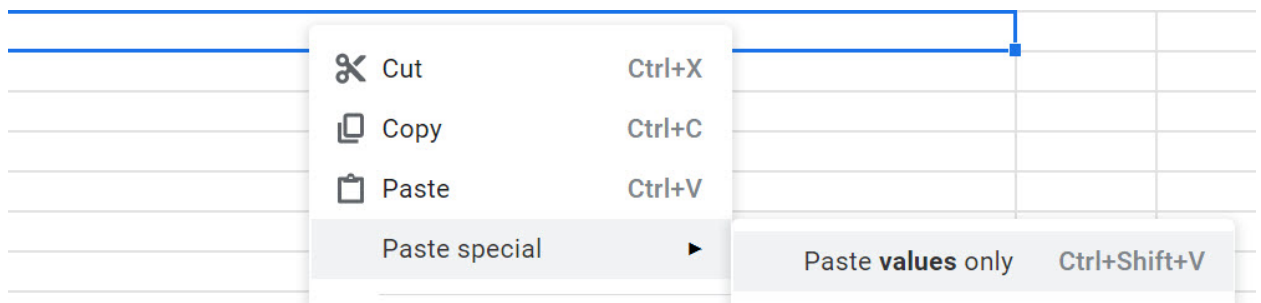 Cut Ctrl+X
Copy Ctrl+C
Paste Ctrl+V
Paste special ►
Paste values only Ctrl+Shift+V